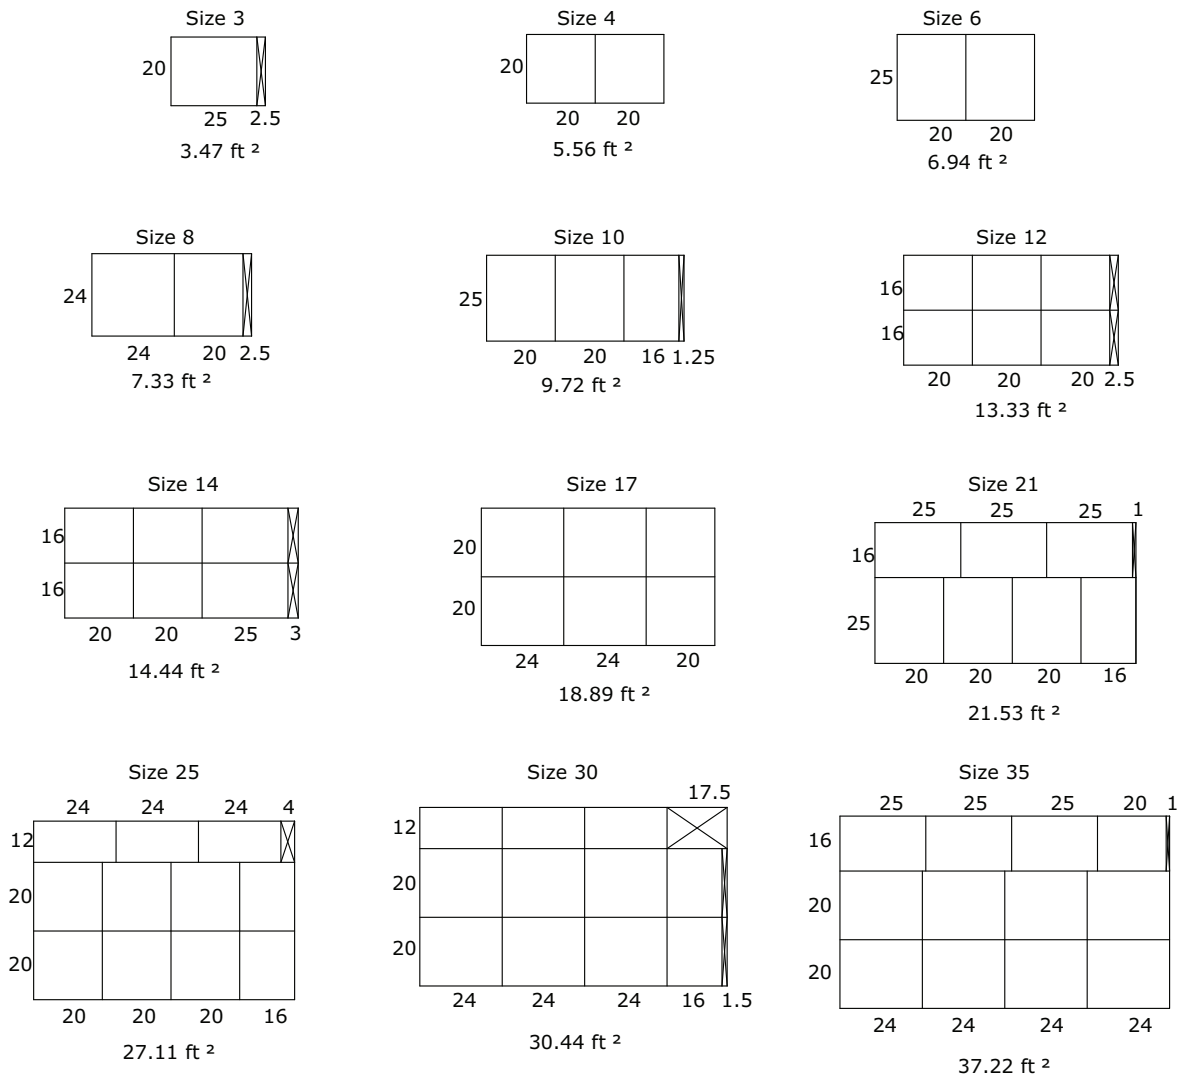 Size 3
20
25 2.5
3.47 ft ²
Size 4
20
20 20
5.56 ft ²
Size 6
25
20 20
6.94 ft ²
Size 8
24
24 20 2.5
7.33 ft ²
Size 10
25
20 20 16 1.25
9.72 ft ²
Size 12
16
16
20 20 20 2.5
13.33 ft ²
Size 14
16
16
20 20 25 3
14.44 ft ²
Size 17
20
20
24 24 20
18.89 ft ²
Size 21
25 25 25 1
16
25
20 20 20 16
21.53 ft ²
Size 25
24 24 24 4
12
20
20
20 20 20 16
27.11 ft ²
Size 30
17.5
12
20
20
24 24 24 16 1.5
30.44 ft ²
Size 35
25 25 25 20 1
16
20
20
24 24 24 24
37.22 ft ²